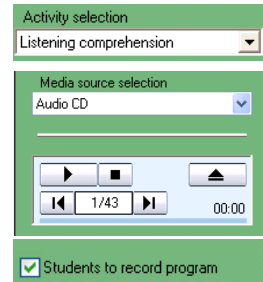 Activity selection
Listening comprehension
Media source selection
Audio CD
1/43
00:00
Students to record program